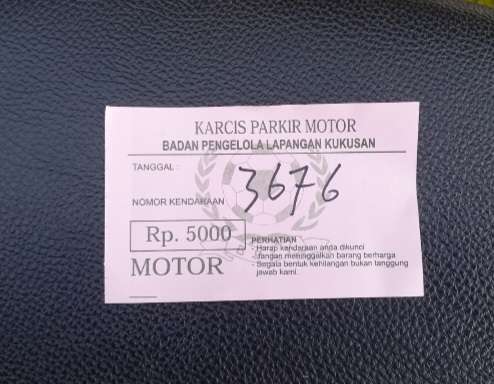 KARCIS PARKIR MOTOR
BADAN PENGELOLA LAPANGAN KUKUSAN
TANGGAL :
3676
NOMOR KENDARAAN
Rp. 5000
MOTOR
PERHATIAN
- Harap kendaraan anda dikunci
- Jangan meninggalkan barang berharga
- Segala bentuk kehilangan bukan tanggung
jawab kami.